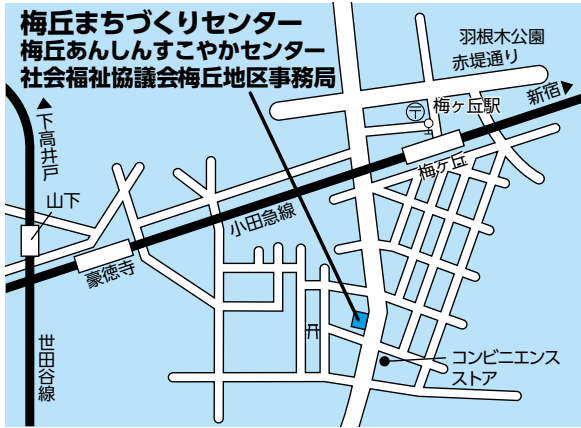 梅丘まちづくりセンター
梅丘あんしんすこやかセンター
社会福祉協議会梅丘地区事務局
羽根木公園
赤堤通り
新宿
梅ヶ丘駅
〒
梅ヶ丘
下高井戸
山下
小田急線
豪徳寺
世田谷線
コンビニエンス
ストア